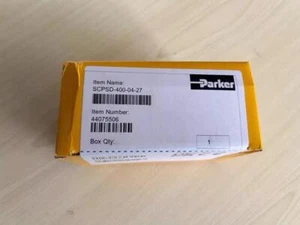 Item Name:
SCPSD-400-04-27
Parker
Item Number:
44075506
Box Qty:
1